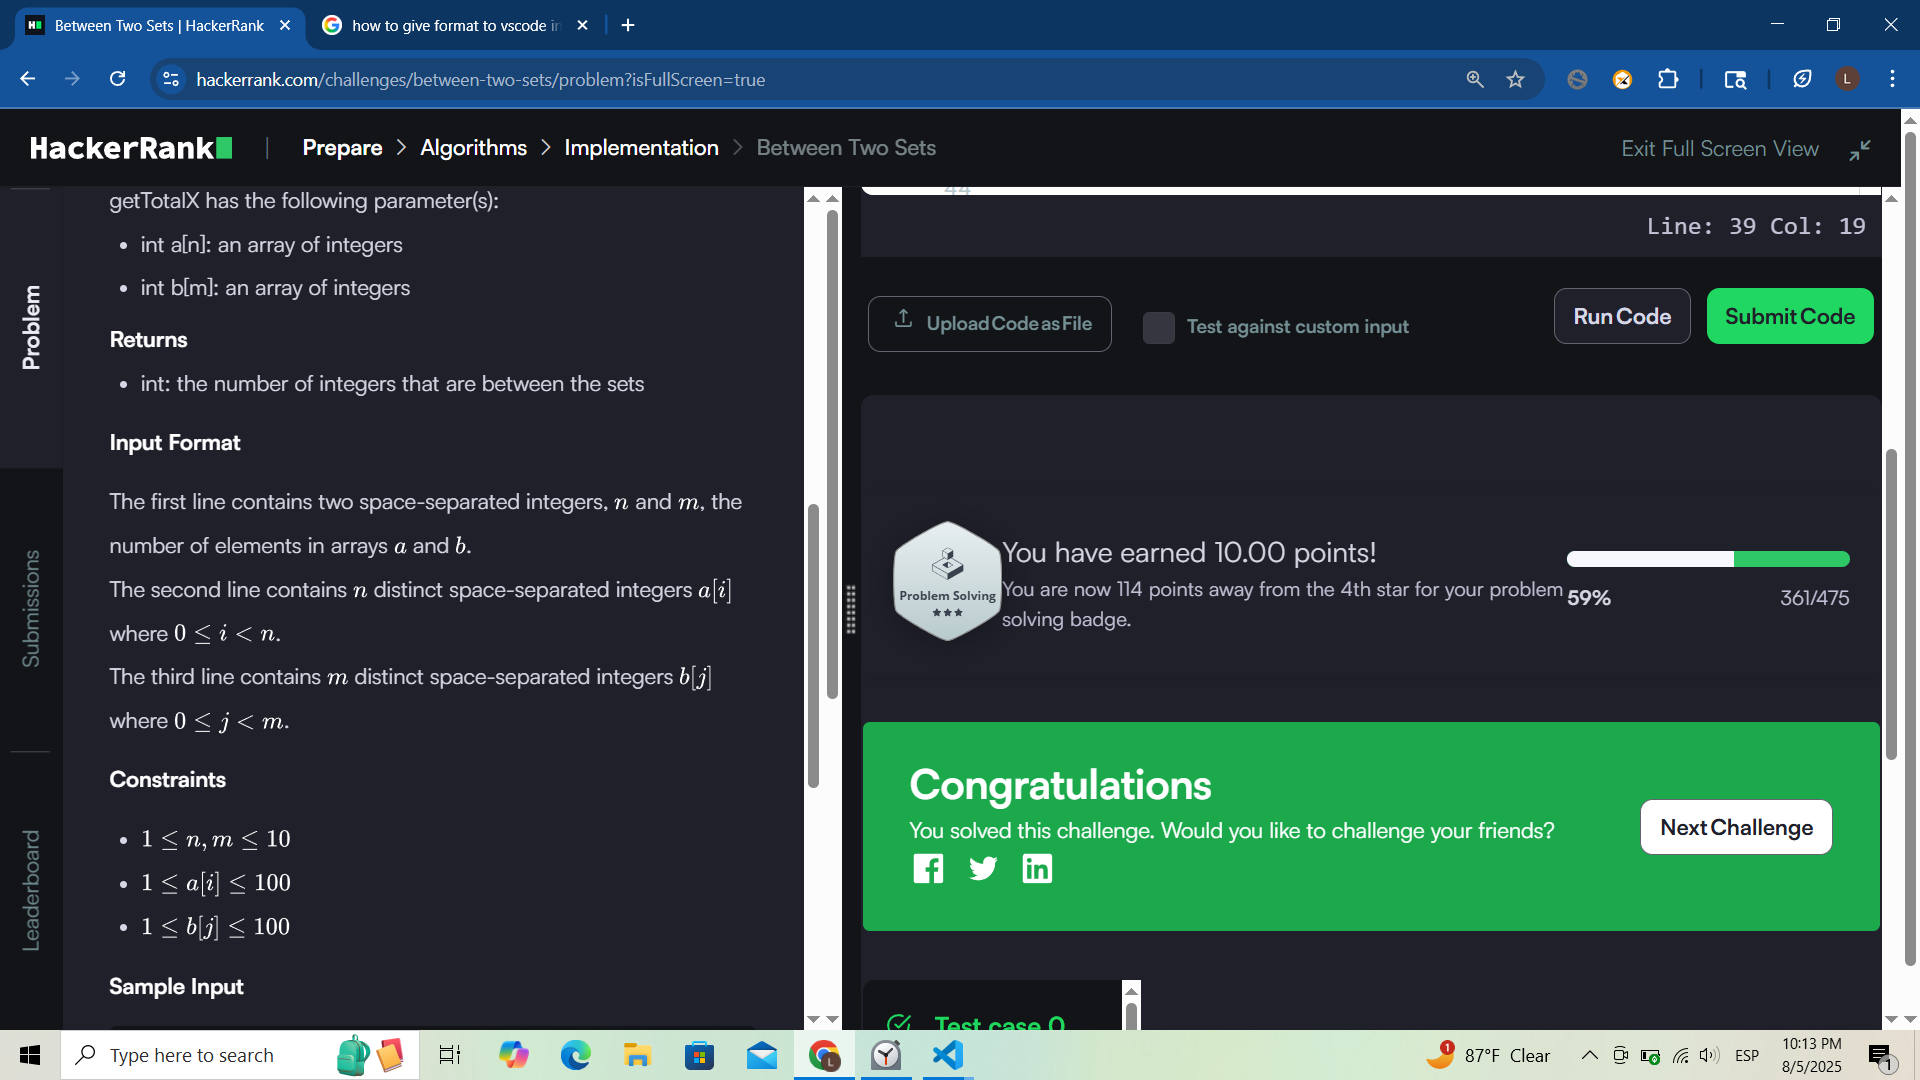 Between Two Sets | HackerRank
how to give format to vscode in
hackerrank.com/challenges/between-two-sets/problem?isFullScreen=true
L
HackerRank
Prepare
Algorithms
Implementation
Between Two Sets
Exit Full Screen View
Problem
Submissions
Leaderboard
getTotalX has the following parameter(s):
int a[n]: an array of integers
int b[m]: an array of integers
Returns
int: the number of integers that are between the sets
Input Format
The first line contains two space-separated integers, n and m, the
number of elements in arrays a and b.
The second line contains n distinct space-separated integers a[i]
where 0 ≤ i < n.
The third line contains m distinct space-separated integers b[j]
where 0 ≤ j < m.
Constraints
1 ≤ n, m ≤ 10
1 ≤ a[i] ≤ 100
1 ≤ b[j] ≤ 100
Sample Input
44
Line: 39 Col: 19
Upload Code as File
Test against custom input
Run Code
Submit Code
Problem Solving
You have earned 10.00 points!
You are now 114 points away from the 4th star for your problem
solving badge.
59%
361/475
Congratulations
You solved this challenge. Would you like to challenge your friends?
Next Challenge
Test case 0
Type here to search
1
87°F Clear
ESP
10:13 PM
8/5/2025
1